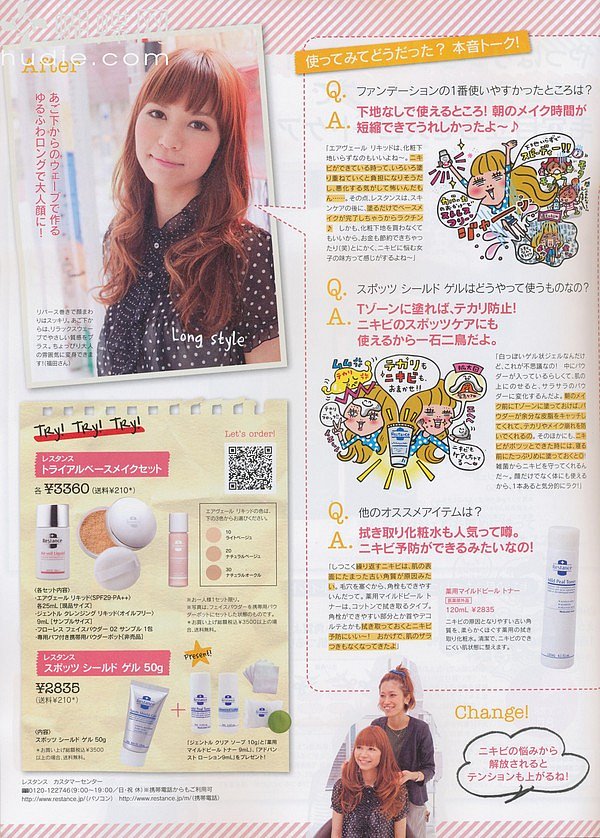 hudie.com
After
あご下からのウェーブで作る
ゆるふわロングで大人顔に!
Long style
リバース巻きで顔まわ
りはスッキリ。あご下か
らは、リラックスウェー
ブでやさしい質感をプ
ラス。ちょっぴり大人
の雰囲気に変身できま
す!(福田さん)
使ってみてどうだった? 本音トーク!
Q. ファンデーションの1番使いやすかったところは?
A. 下地なしで使えるところ! 朝のメイク時間が
短縮できてうれしかったよ〜♪
「エアヴェール リキッドは、化粧下
地いらずなのもいいよね〜。ニキ
ビができている時って、いろいろ塗
り重ねていくと負担になりそうだ
し、悪化する気がして怖いんだも
ん……。その点、レスタンスは、ス
キンケアの後に、塗るだけでベースメ
イクが完了しちゃうからラクチン
♪ しかも、化粧下地を買わなくて
もいいから、お金も節約できちゃっ
たり(笑)とにかく、ニキビに悩む女
子の味方って感じがするよね〜」
下地いらずで
スピーディー!!
ジャーッ
Q. スポッツ シールド ゲルはどうやって使うものなの?
A. Tゾーンに塗れば、テカリ防止!
ニキビのスポッツケアにも
使えるから一石二鳥だよ。
テカリも
ニキビも
おまかせ!!
拡大図
「白っぽいゲル状ジェルなんだけ
ど、これが不思議なの! 中にパウ
ダーが入っているらしくて、肌の
上にのせると、サラサラのパウ
ダーに変化するんだよ。朝のメイ
ク前にTゾーンに塗っておけば、パ
ウダーが余分な皮脂をキャッチし
てくれて、テカリやメイク崩れを防
いでくれるの。そのほかにも、ニキ
ビがポツッとできた時には、寝る
前にたっぷりめに塗っておくと◎
雑菌からニキビを守ってくれるん
だ〜。顔だけでなく体にも使える
から、1本あると気分的にラク!」
Q. 他のオススメアイテムは?
A. 拭き取り化粧水も人気って噂。
ニキビ予防ができるみたいなの!
「しつこく繰り返すニキビは、肌の
表面にたまった古い角質が原因み
たい。毛穴を塞ぐから、角栓もできや
すいんだって。薬用マイルドピール ト
ナーは、コットンで拭き取るタイプ。
角栓ができやすい部分とか首やデ
コルテとかも拭き取っておくとニキ
ビ予防にいい〜! おかげで、肌のザラ
つきもなくなってきたよ」
薬用マイルドピール トナー
医薬部外品
120mL ¥2835
ニキビの原因となりやすい古い角
質を、柔らかくほぐす薬用の拭き
取り化粧水。清潔で、ニキビのでき
にくい肌状態に整えます。
Restance
Mild Peal Toner
Try! Try! Try!
Let's order!
レスタンス
トライアルベースメイクセット
各 ¥3360 (送料¥210*)
エアヴェール リキッドの色は、
下の3色からお選びください。
10
ライトベージュ
20
ナチュラルベージュ
30
ナチュラルオークル
Restance
Air veil Liquid
〈各セット内容〉
・エアヴェール リキッド(SPF29・PA++)
各25mL [現品サイズ]
・ジェントル クレンジング リキッド(オイルフリー)
9mL [サンプルサイズ]
・フローレス フェイスパウダー 02 サンプル 1包
・専用パフ付き携帯用パウダーポット(非売品)
※お一人様1セット限り。
※写真は、フェイスパウダーを携帯用パウダー
ポットにセットした状態のものです。
*お買い上げ総額税込¥3500
以上の場合、送料無料。
レスタンス
スポッツ シールド ゲル 50g
Present!
¥2835
(送料¥210*)
+
〈内容〉
スポッツ シールド ゲル 50g
*お買い上げ総額税込¥3500
以上の場合、送料無料。
「ジェントル クリア ソープ 10g」と「薬用
マイルドピール トナー 9mL」、「アドバン
スト ローション9mL」をプレゼント!
レスタンス カスタマーセンター
0120-122746(9:00〜19:00/日・祝 休)※携帯電話からもご利用可
http://www.restance.jp/(パソコン) http://www.restance.jp/m/(携帯電話)
Change!
ニキビの悩みから
解放されると
テンションも上がるね!